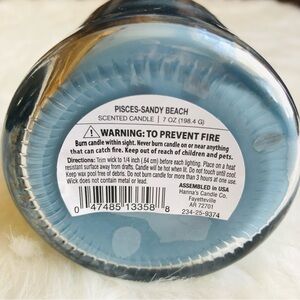 PISCES-SANDY BEACH
SCENTED CANDLE | 7 OZ (198.4 G)
WARNING: TO PREVENT FIRE
Burn candle within sight. Never burn candle on or near anything
that can catch fire. Keep out of reach of children and pets.
Directions: Trim wick to 1/4 inch (.64 cm) before each lighting. Place on a heat
resistant surface away from drafts. Candle will be hot when lit. Do not touch until cool.
Keep wax pool free of debris. Do not burn candle for more than 3 hours at one use.
Wick does not contain metal or lead.
ASSEMBLED in USA
Hanna's Candle Co.
Fayetteville
AR 72701
234-25-9374
0 47485 13358 8